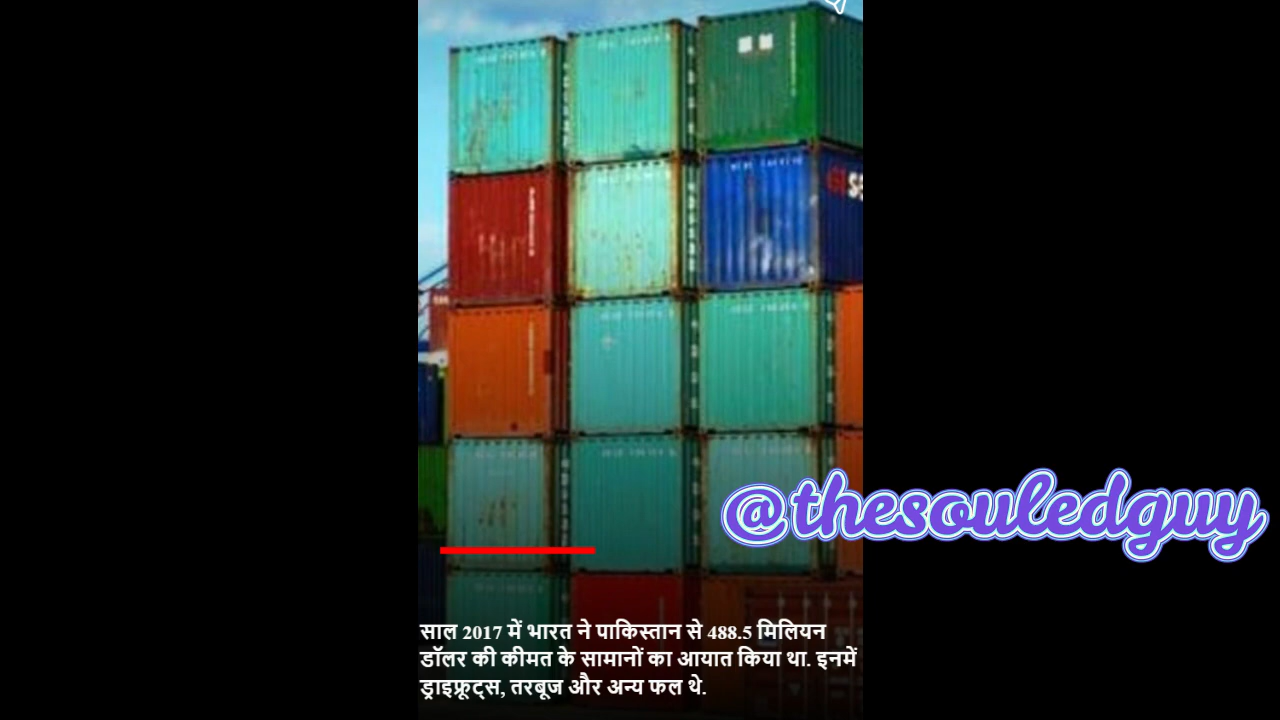 @thesouledguy
साल 2017 में भारत ने पाकिस्तान से 488.5 मिलियन
डॉलर की कीमत के सामानों का आयात किया था. इनमें
ड्राइफ्रूट्स, तरबूज और अन्य फल थे.